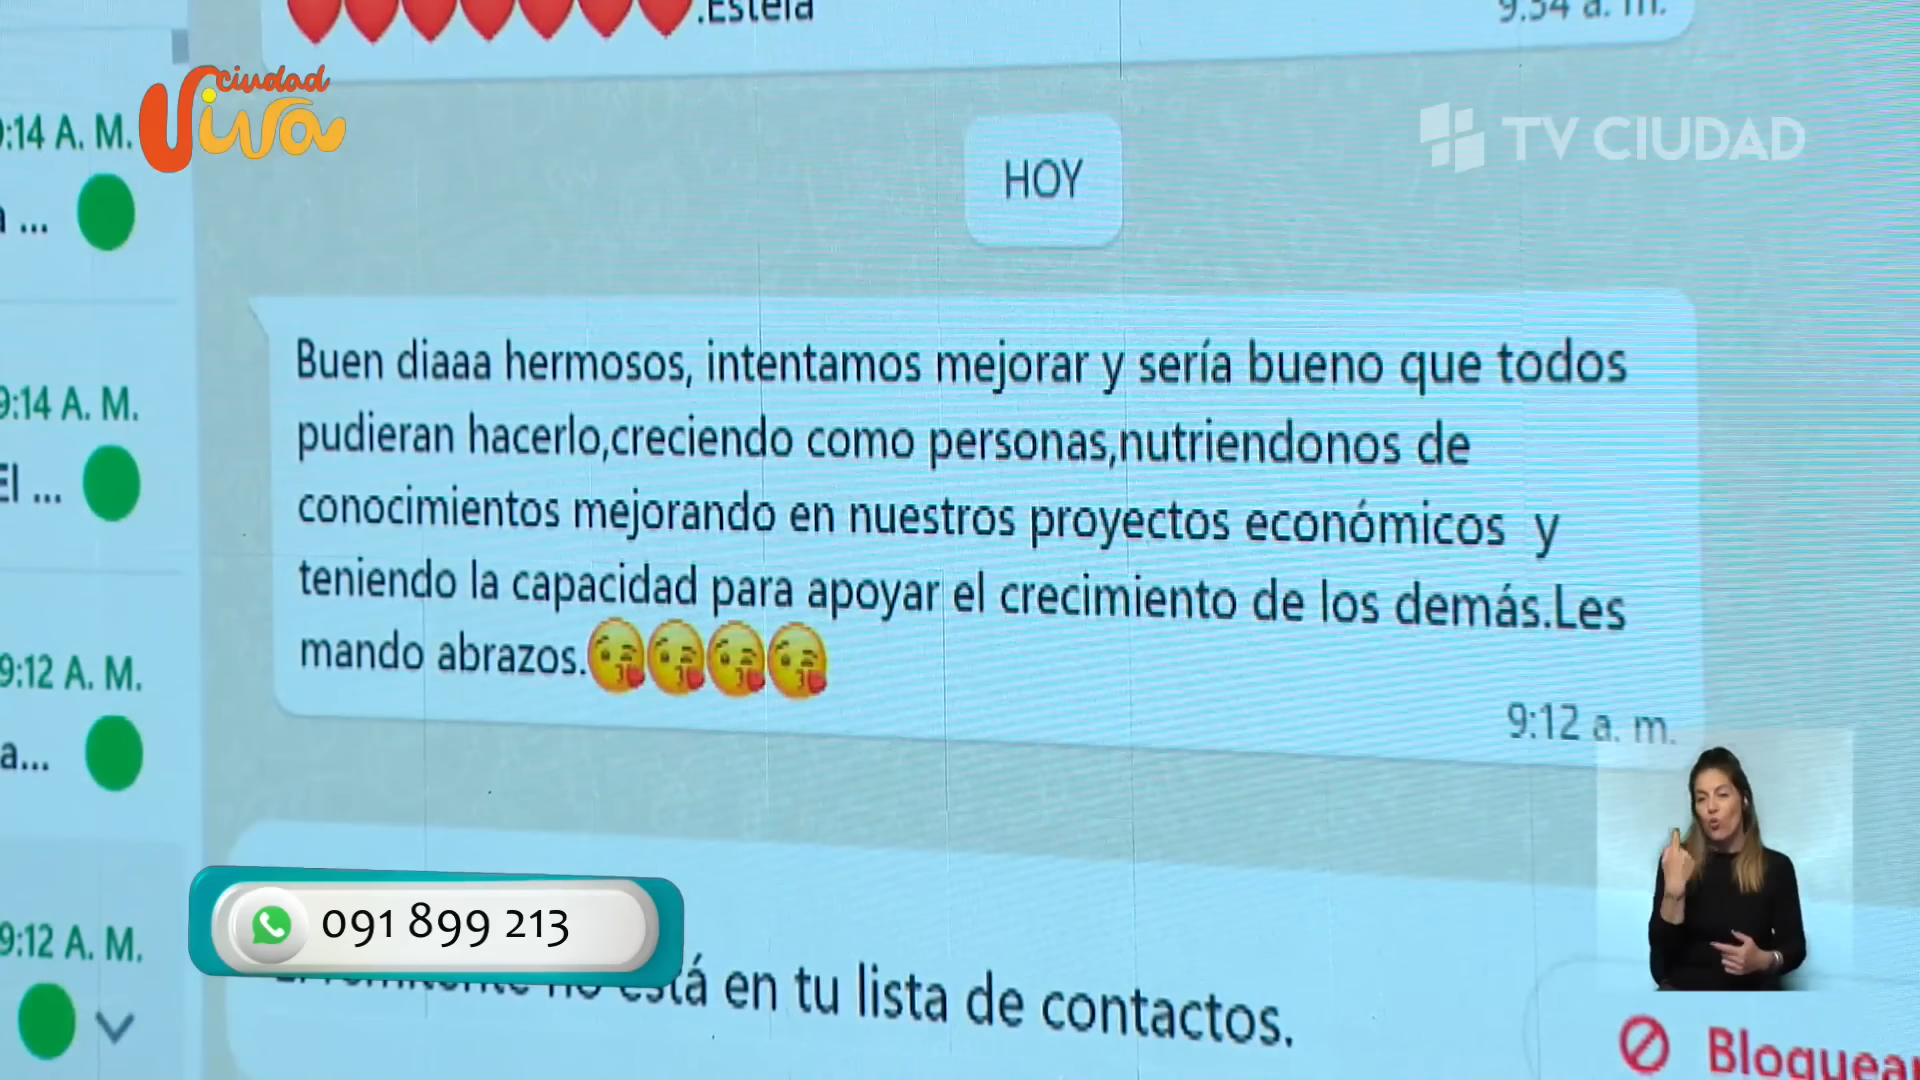 .Estela
9:34 a. m.
ciudad
Viva
TV CIUDAD
:14 A. M.
...
HOY
Buen diaaa hermosos, intentamos mejorar y sería bueno que todos
pudieran hacerlo,creciendo como personas,nutriendonos de
conocimientos mejorando en nuestros proyectos económicos y
teniendo la capacidad para apoyar el crecimiento de los demás.Les
mando abrazos.😘😘😘😘
9:12 a. m.
9:14 A. M.
El ...
9:12 A. M.
a...
9:12 A. M.
091 899 213
está en tu lista de contactos.
Bloquear